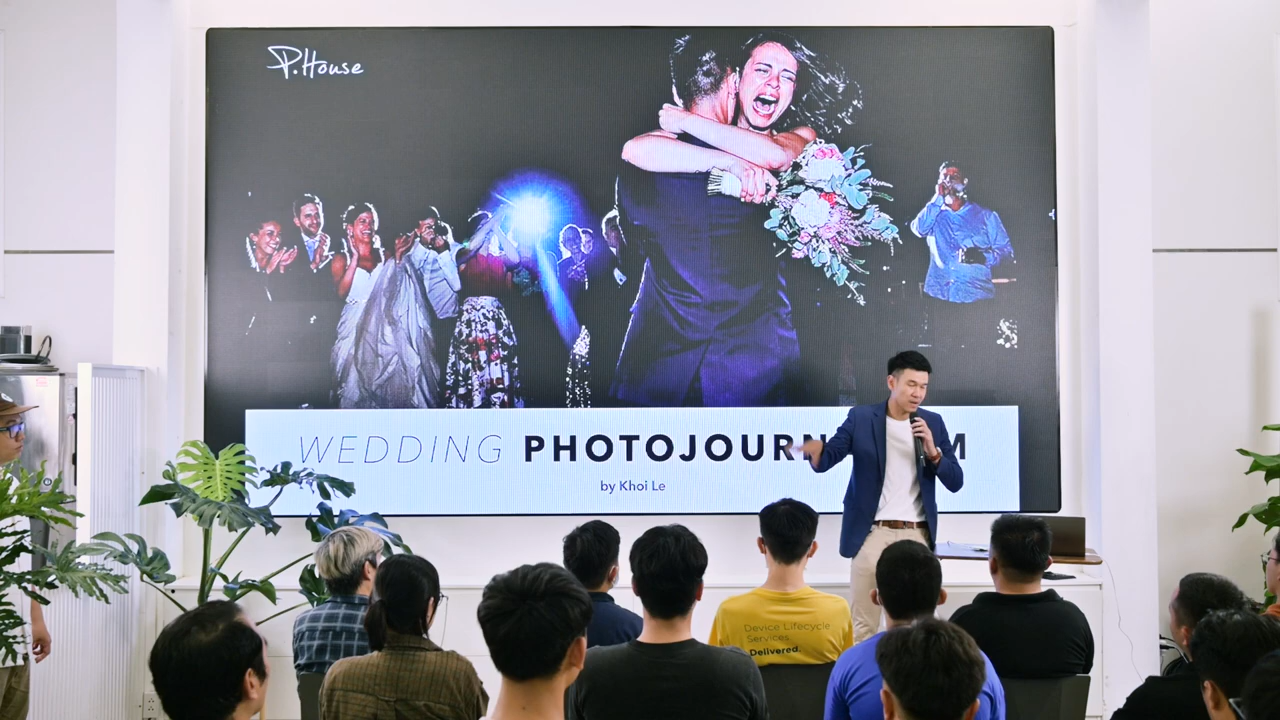 P.House
WEDDING PHOTOJOURN M
by Khoi Le
Device Lifecycle
Services.
Delivered.